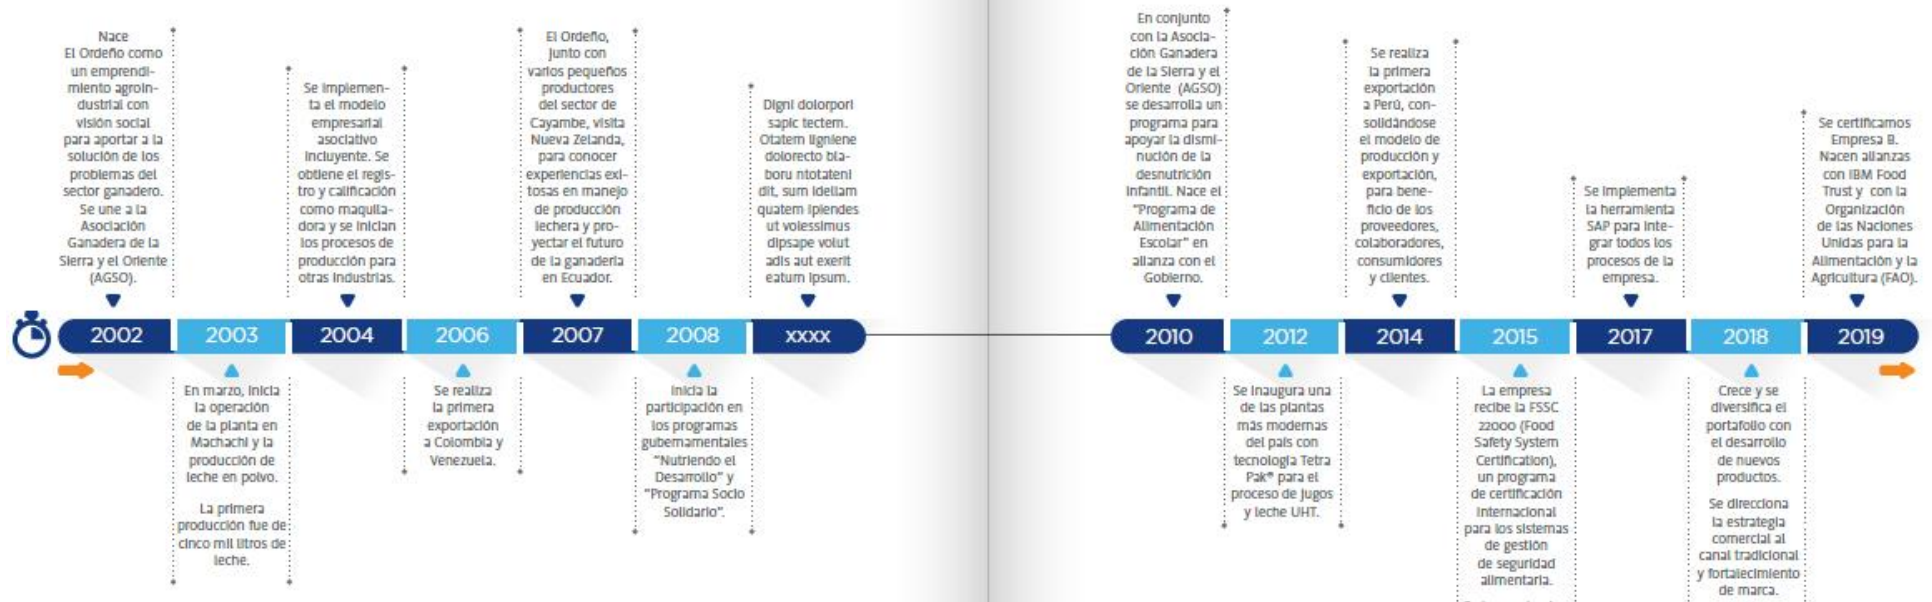 Nace
El Ordeño como
un emprendi-
miento agroin-
dustrial con
visión social
para aportar a la
solución de los
problemas del
sector ganadero.
Se une a la
Asociación
Ganadera de la
Sierra y el Oriente
(AGSO).
2002
2003
En marzo, inicia
la operación
de la planta en
Machachi y la
producción de
leche en polvo.
La primera
producción fue de
cinco mil litros de
leche.
Se implemen-
ta el modelo
empresarial
asociativo
incluyente. Se
obtiene el regis-
tro y calificación
como maquila-
dora y se inician
los procesos de
producción para
otras industrias.
2004
2006
Se realiza
la primera
exportación
a Colombia y
Venezuela.
El Ordeño,
junto con
varios pequeños
productores
del sector de
Cayambe, visita
Nueva Zelanda,
para conocer
experiencias exi-
tosas en manejo
de producción
lechera y pro-
yectar el futuro
de la ganadería
en Ecuador.
2007
2008
Inicia la
participación en
los programas
gubernamentales
"Nutriendo el
Desarrollo" y
"Programa Socio
Solidario".
Digni dolorpori
sapic tectem.
Otatem ligniene
dolorecto bla-
boru ntotateni
dit, sum idellam
quatem ipiendes
ut volessimus
dipsape volut
adis aut exerit
eatum ipsum.
XXXX
En conjunto
con la Asocia-
ción Ganadera
de la Sierra y el
Oriente (AGSO)
se desarrolla un
programa para
apoyar la dismi-
nución de la
desnutrición
infantil. Nace el
"Programa de
Alimentación
Escolar" en
alianza con el
Gobierno.
2010
2012
Se inaugura una
de las plantas
más modernas
del país con
tecnología Tetra
Pak® para el
proceso de jugos
y leche UHT.
Se realiza
la primera
exportación
a Perú, con-
solidándose
el modelo de
producción y
exportación,
para bene-
ficio de los
proveedores,
colaboradores,
consumidores
y clientes.
2014
2015
La empresa
recibe la FSSC
22000 (Food
Safety System
Certification),
un programa
de certificación
internacional
para los sistemas
de gestión
de seguridad
alimentaria.
Se implementa
la herramienta
SAP para inte-
grar todos los
procesos de la
empresa.
2017
2018
Crece y se
diversifica el
portafolio con
el desarrollo
de nuevos
productos.
Se direcciona
la estrategia
comercial al
canal tradicional
y fortalecimiento
de marca.
Se certificamos
Empresa B.
Nacen alianzas
con IBM Food
Trust y con la
Organización
de las Naciones
Unidas para la
Alimentación y la
Agricultura (FAO).
2019